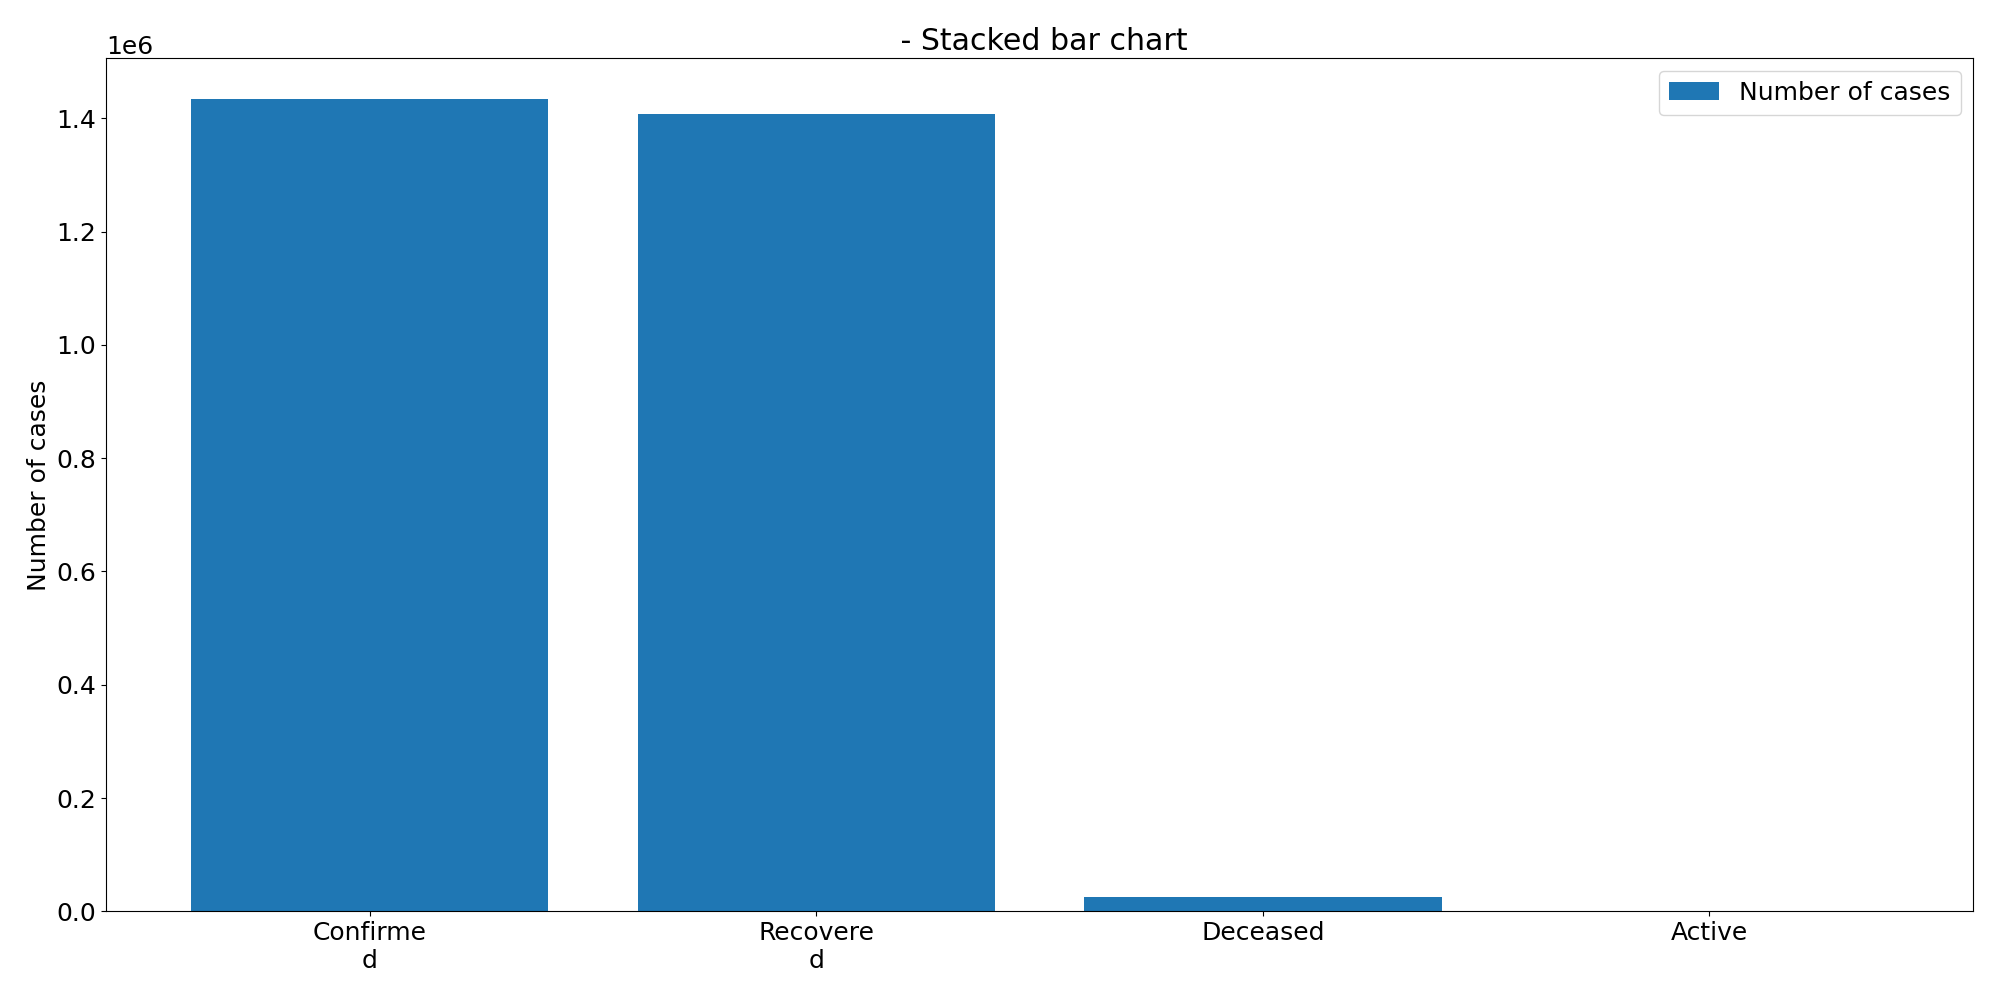 - Stacked bar chart
1e6
Number of cases
1.4
1.2
1.0
0.8
0.6
0.4
0.2
0.0
Number of cases
Confirme
d
Recovere
d
Deceased
Active